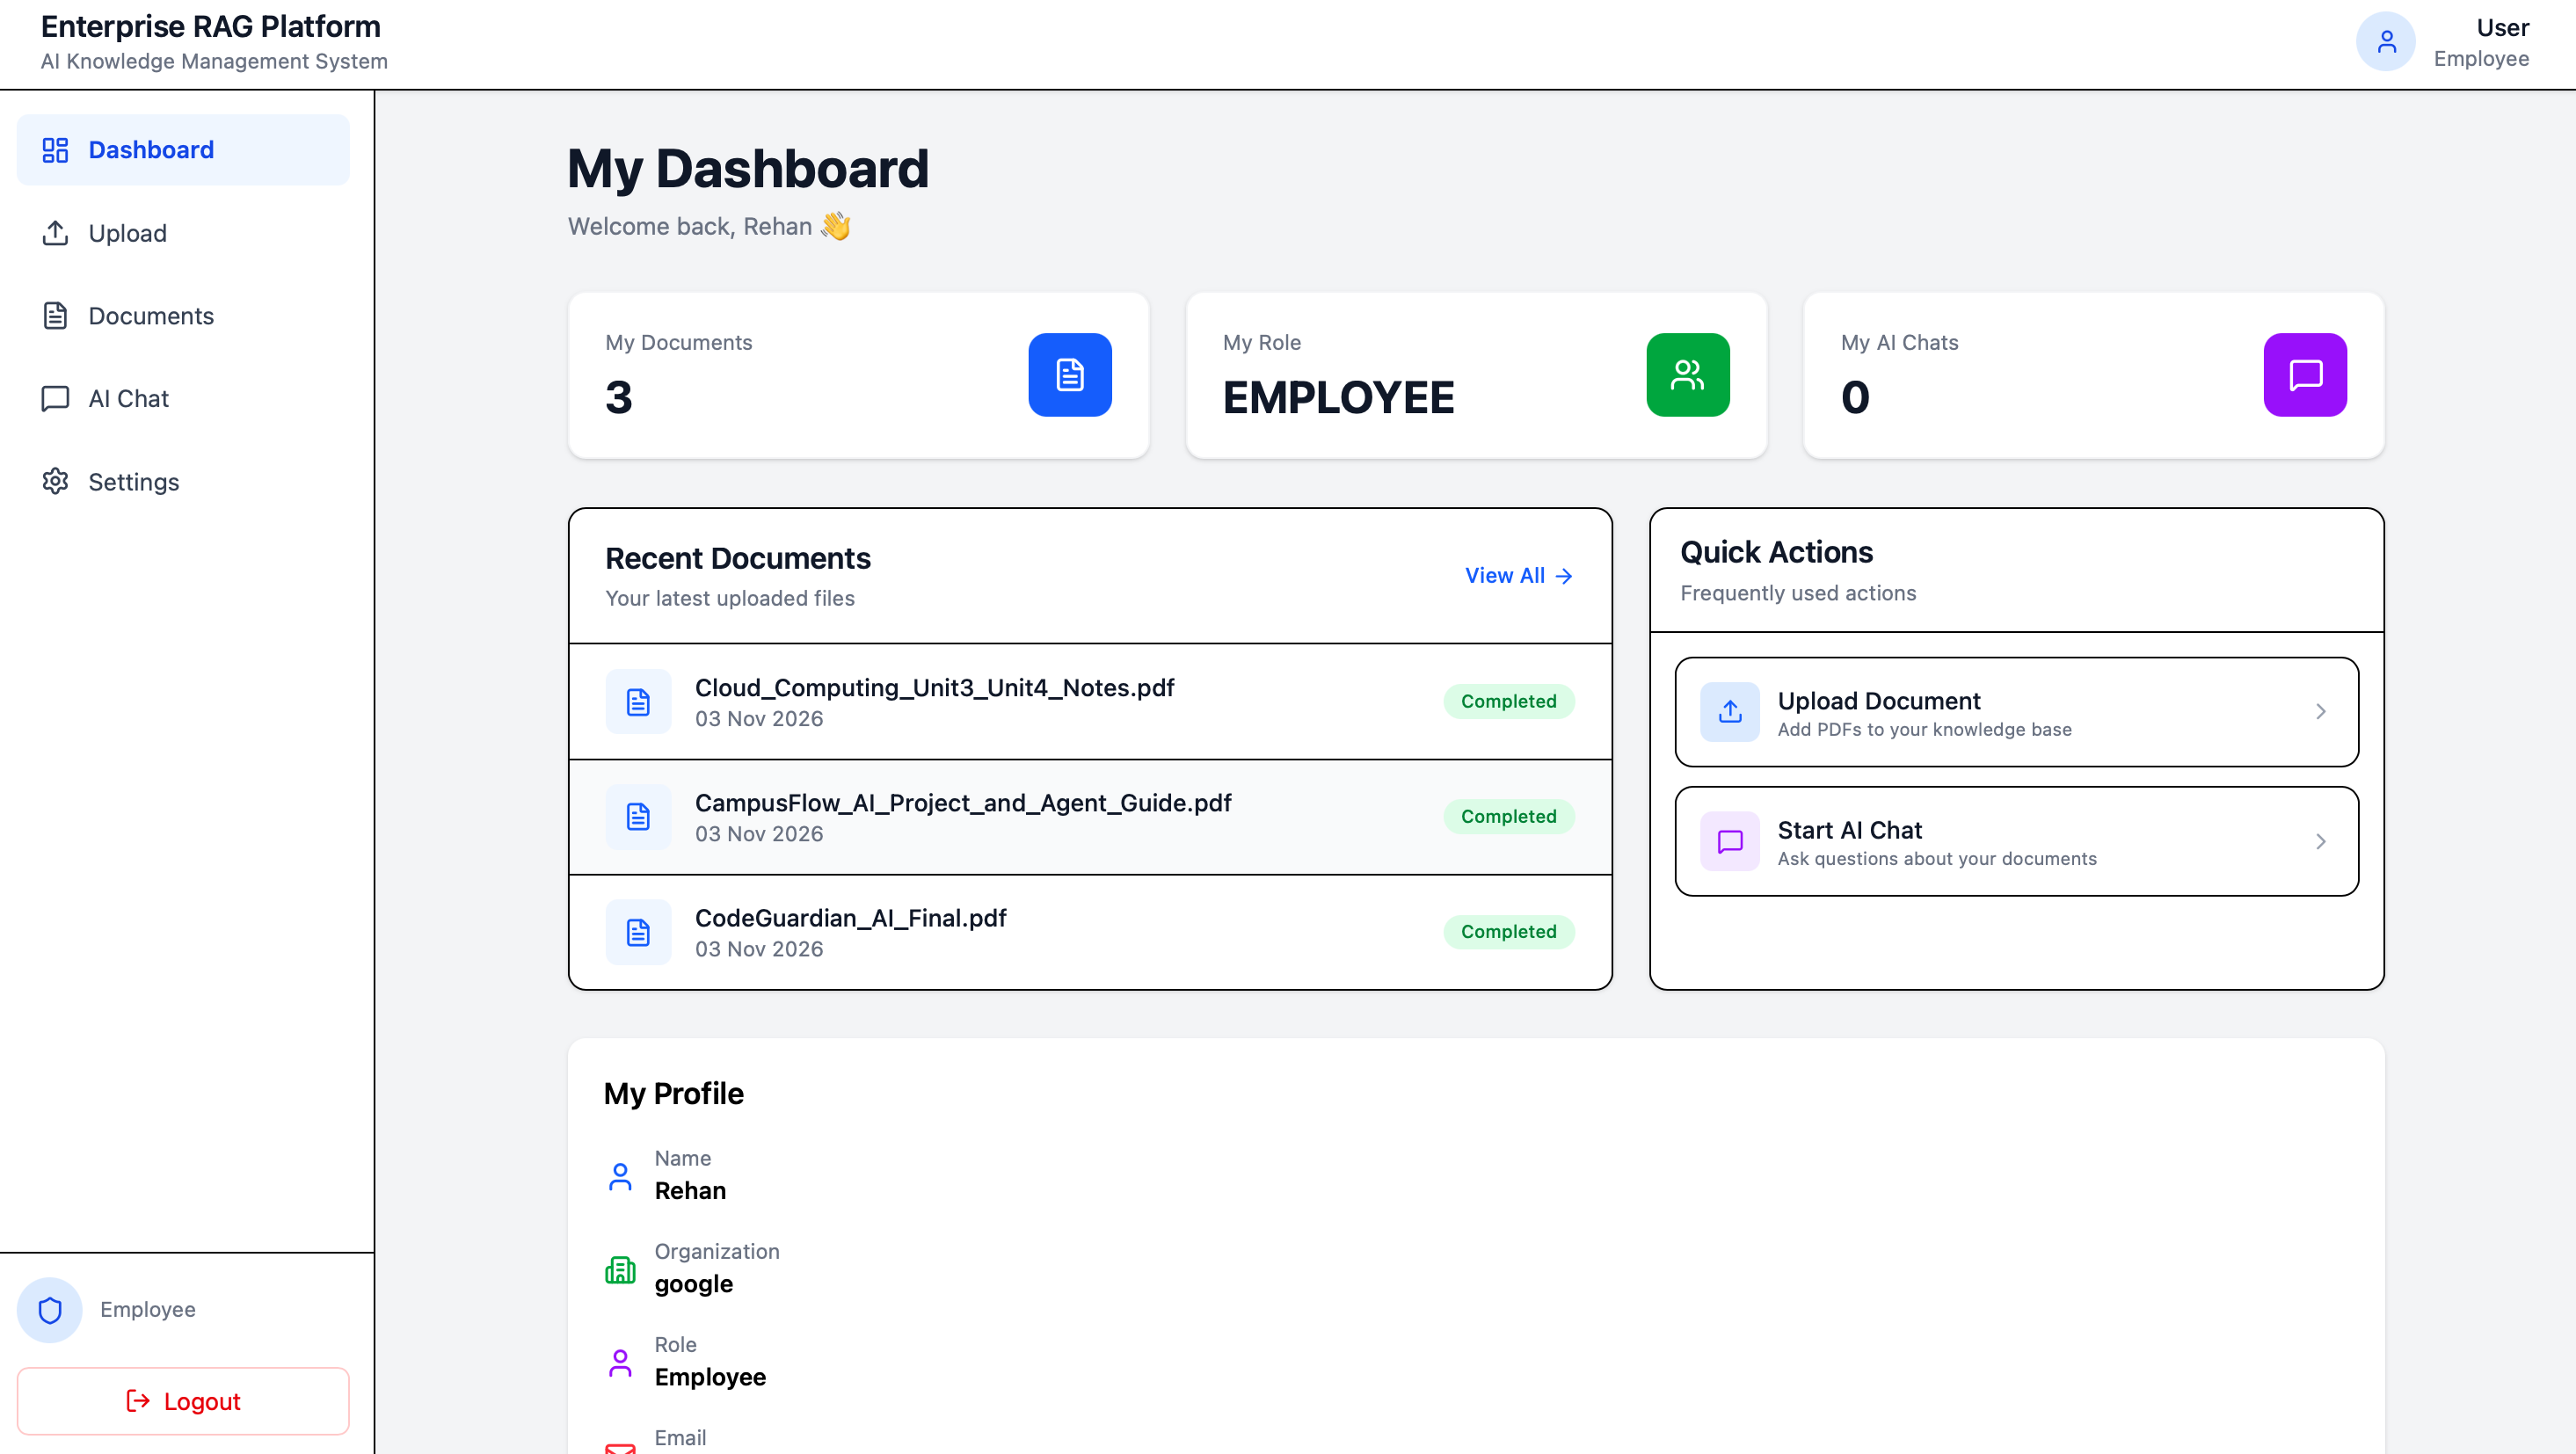 Enterprise RAG Platform
AI Knowledge Management System
User
Employee
Dashboard
Upload
Documents
AI Chat
Settings
Employee
Logout
My Dashboard
Welcome back, Rehan 👋
My Documents
3
My Role
EMPLOYEE
My AI Chats
0
Recent Documents
Your latest uploaded files
View All →
Cloud_Computing_Unit3_Unit4_Notes.pdf
03 Nov 2026
Completed
CampusFlow_AI_Project_and_Agent_Guide.pdf
03 Nov 2026
Completed
CodeGuardian_AI_Final.pdf
03 Nov 2026
Completed
Quick Actions
Frequently used actions
Upload Document
Add PDFs to your knowledge base
Start AI Chat
Ask questions about your documents
My Profile
Name
Rehan
Organization
google
Role
Employee
Email